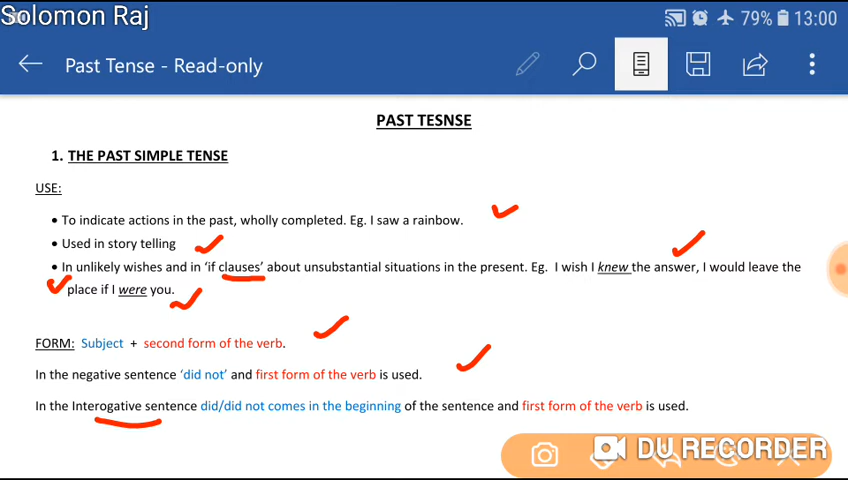 Solomon Raj
79% 13:00
Past Tense - Read-only
PAST TESNSE
1. THE PAST SIMPLE TENSE
USE:
• To indicate actions in the past, wholly completed. Eg. I saw a rainbow.
• Used in story telling
• In unlikely wishes and in ‘if clauses’ about unsubstantial situations in the present. Eg. I wish I knew the answer, I would leave the
place if I were you.
FORM: Subject + second form of the verb.
In the negative sentence ‘did not’ and first form of the verb is used.
In the Interogative sentence did/did not comes in the beginning of the sentence and first form of the verb is used.
DU RECORDER